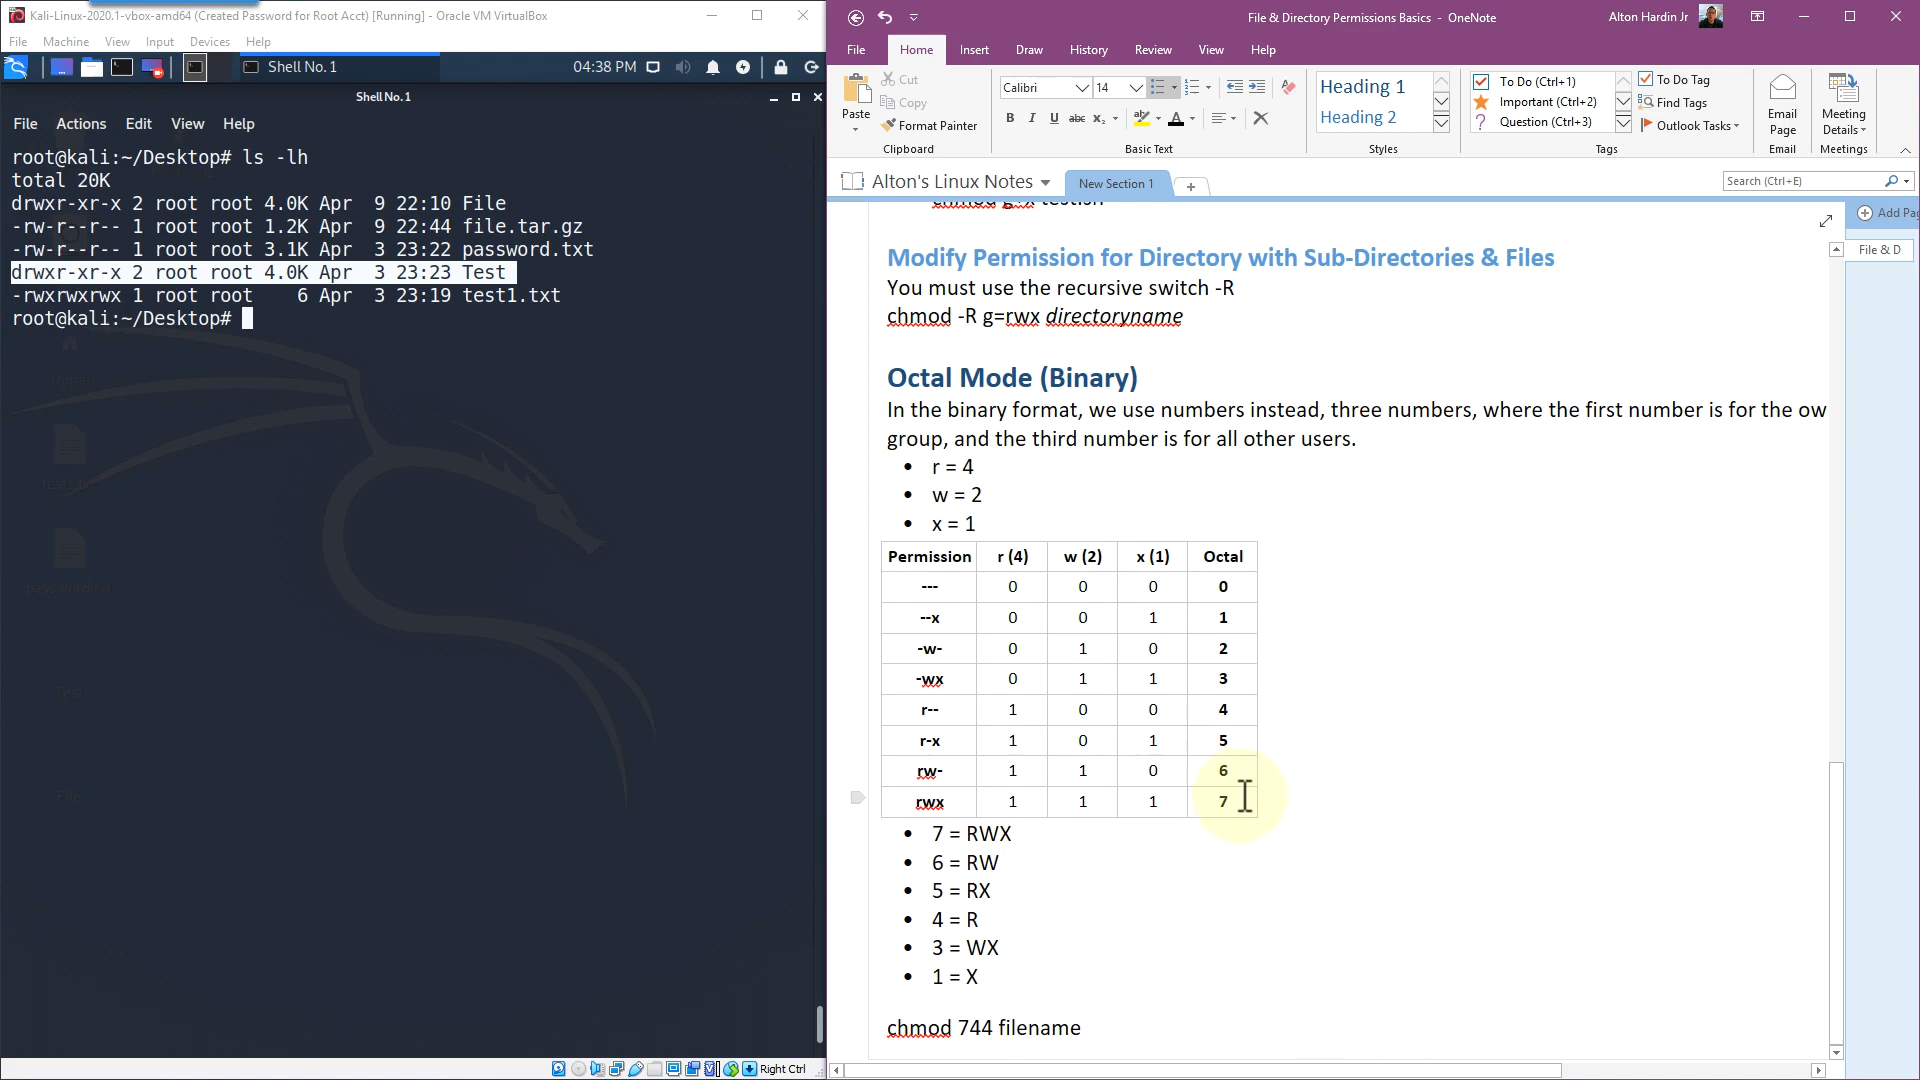 Kali-Linux-2020.1-vbox-amd64 (Created Password for Root Acct) [Running] - Oracle VM VirtualBox
File Machine View Input Devices Help
Shell No. 1
04:38 PM
Shell No. 1
File Actions Edit View Help
root@kali:~/Desktop# ls -lh
total 20K
drwxr-xr-x 2 root root 4.0K Apr  9 22:10 File
-rw-r--r-- 1 root root 1.2K Apr  9 22:44 file.tar.gz
-rw-r--r-- 1 root root 3.1K Apr  3 23:22 password.txt
drwxr-xr-x 2 root root 4.0K Apr  3 23:23 Test
-rwxrwxrwx 1 root root    6 Apr  3 23:19 test1.txt
root@kali:~/Desktop#
Home
password.txt
Test
File
Right Ctrl
File & Directory Permissions Basics - OneNote
Alton Hardin Jr
File Home Insert Draw History Review View Help
Paste
Cut
Copy
Format Painter
Clipboard
Calibri 14
B I U abc x₂ ab A
Basic Text
Heading 1
Heading 2
Styles
To Do (Ctrl+1)
Important (Ctrl+2)
Question (Ctrl+3)
To Do Tag
Find Tags
Outlook Tasks
Tags
Email Page
Email
Meeting Details
Meetings
Alton's Linux Notes
New Section 1
Search (Ctrl+E)
Add Pag
File & D
chmod g+x test.sh
Modify Permission for Directory with Sub-Directories & Files
You must use the recursive switch -R
chmod -R g=rwx directoryname
Octal Mode (Binary)
In the binary format, we use numbers instead, three numbers, where the first number is for the ow
group, and the third number is for all other users.
• r = 4
• w = 2
• x = 1
Permission r (4) w (2) x (1) Octal
--- 0 0 0 0
--x 0 0 1 1
-w- 0 1 0 2
-wx 0 1 1 3
r-- 1 0 0 4
r-x 1 0 1 5
rw- 1 1 0 6
rwx 1 1 1 7
• 7 = RWX
• 6 = RW
• 5 = RX
• 4 = R
• 3 = WX
• 1 = X
chmod 744 filename